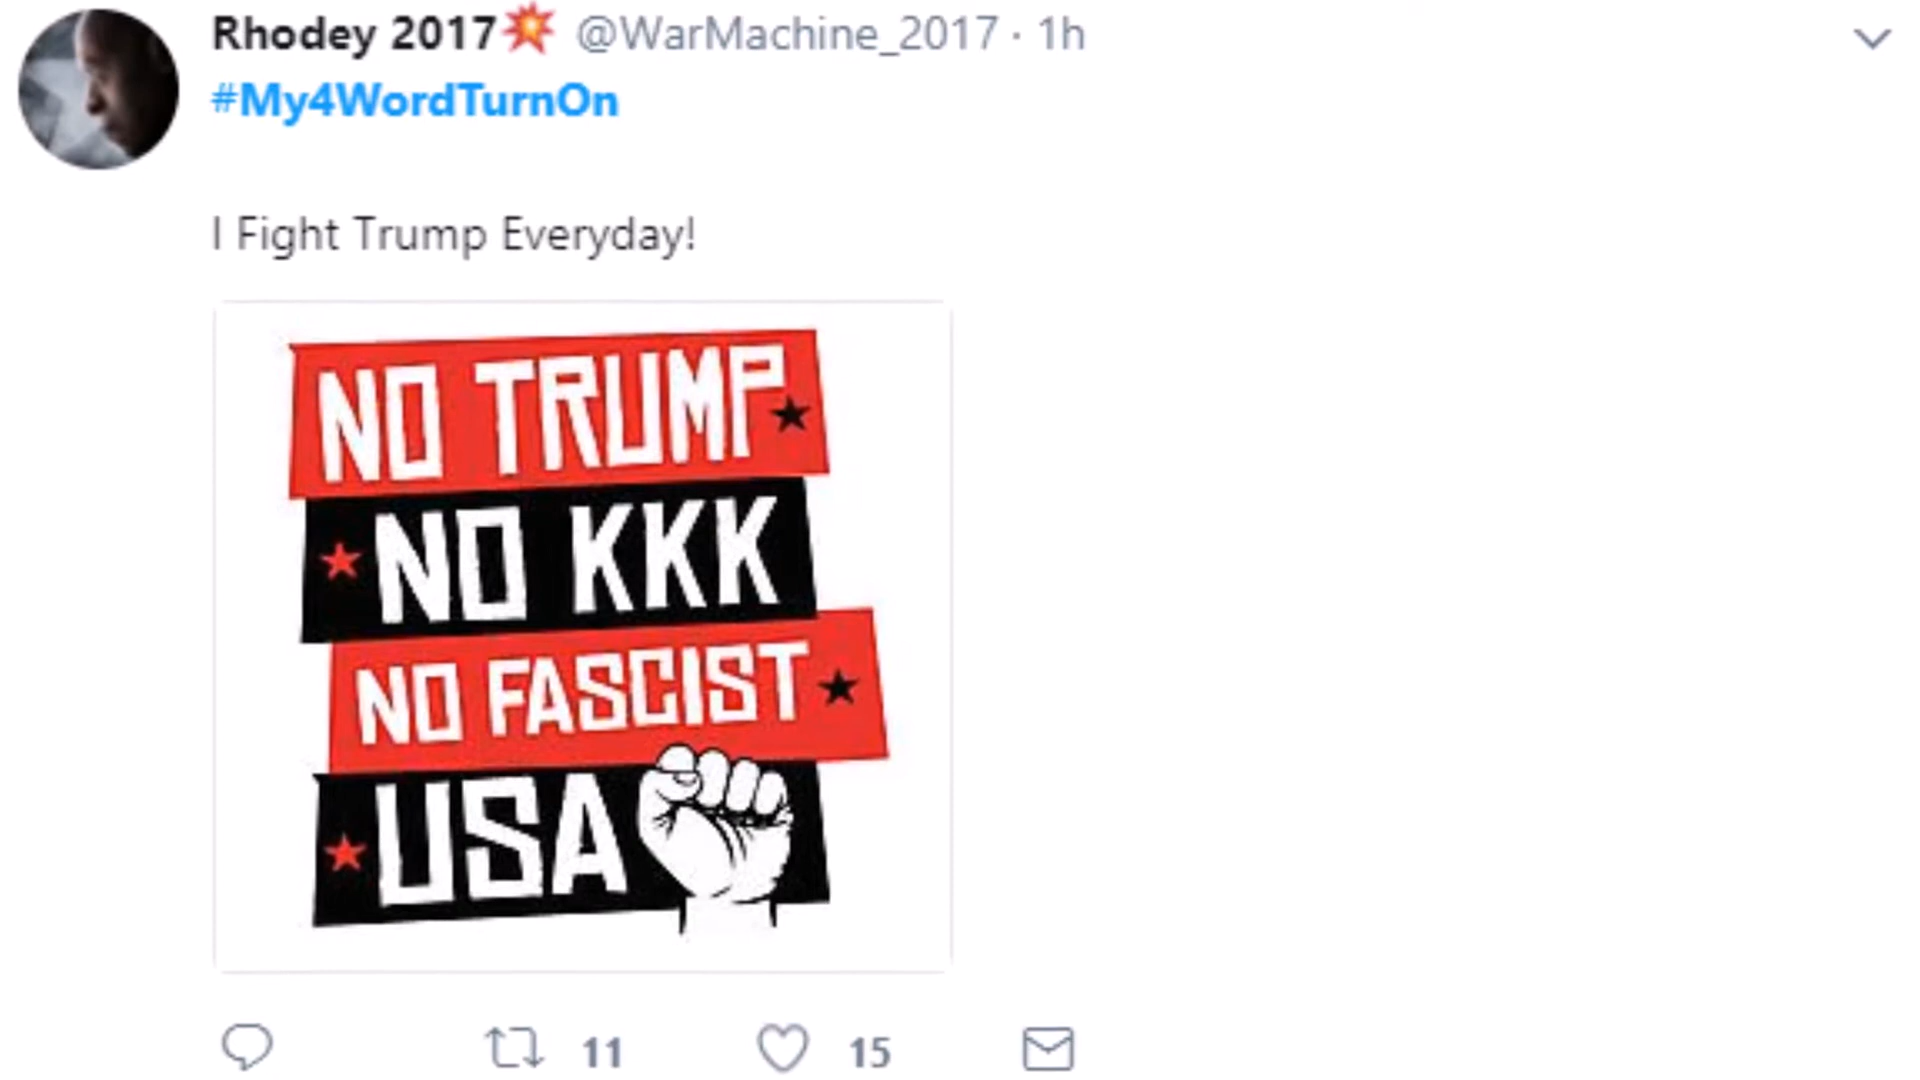 Rhodey 2017💥 @WarMachine_2017 · 1h
#My4WordTurnOn
I Fight Trump Everyday!
NO TRUMP
NO KKK
NO FASCIST
USA
11 15